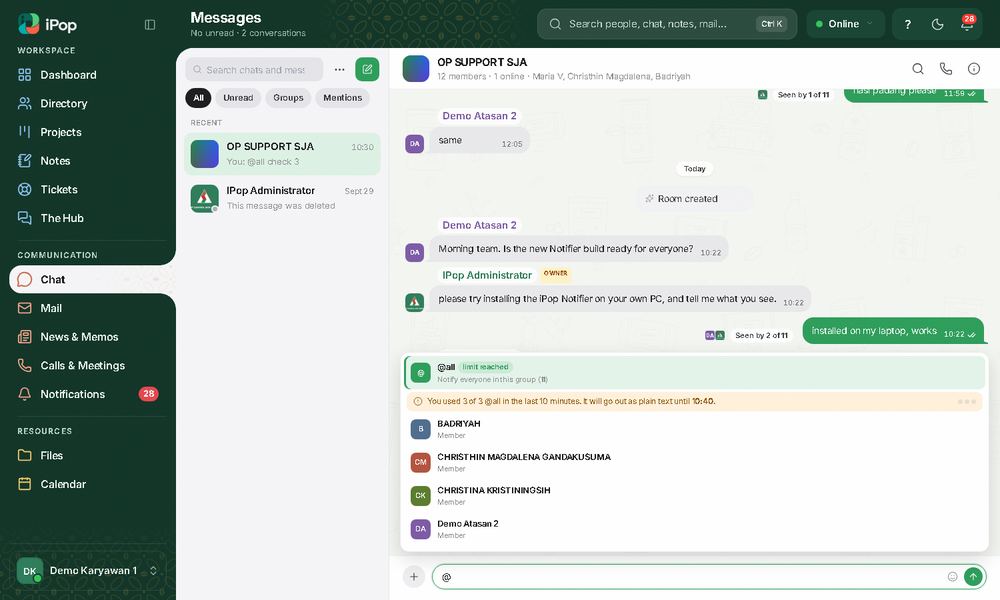 iPop
WORKSPACE
Dashboard
Directory
Projects
Notes
Tickets
The Hub
COMMUNICATION
Chat
Mail
News & Memos
Calls & Meetings
Notifications 28
RESOURCES
Files
Calendar
DK Demo Karyawan 1
Messages
No unread · 2 conversations
Search people, chat, notes, mail... Ctrl K
Online
? 28
Search chats and mess
All Unread Groups Mentions
RECENT
OP SUPPORT SJA 10:30
You: @all check 3
IPop Administrator Sept 29
This message was deleted
OP SUPPORT SJA
12 members · 1 online · Maria V, Christhin Magdalena, Badriyah
Seen by 1 of 11
nasi padang please 11:59
Demo Atasan 2
DA same 12:05
Today
Room created
Demo Atasan 2
DA Morning team. Is the new Notifier build ready for everyone? 10:22
IPop Administrator OWNER
please try installing the iPop Notifier on your own PC, and tell me what you see. 10:22
DA Seen by 2 of 11
installed on my laptop, works 10:22
@ @all limit reached
Notify everyone in this group (11)
You used 3 of 3 @all in the last 10 minutes. It will go out as plain text until 10:40.
B BADRIYAH
Member
CM CHRISTHIN MAGDALENA GANDAKUSUMA
Member
CK CHRISTINA KRISTININGSIH
Member
DA Demo Atasan 2
Member
@